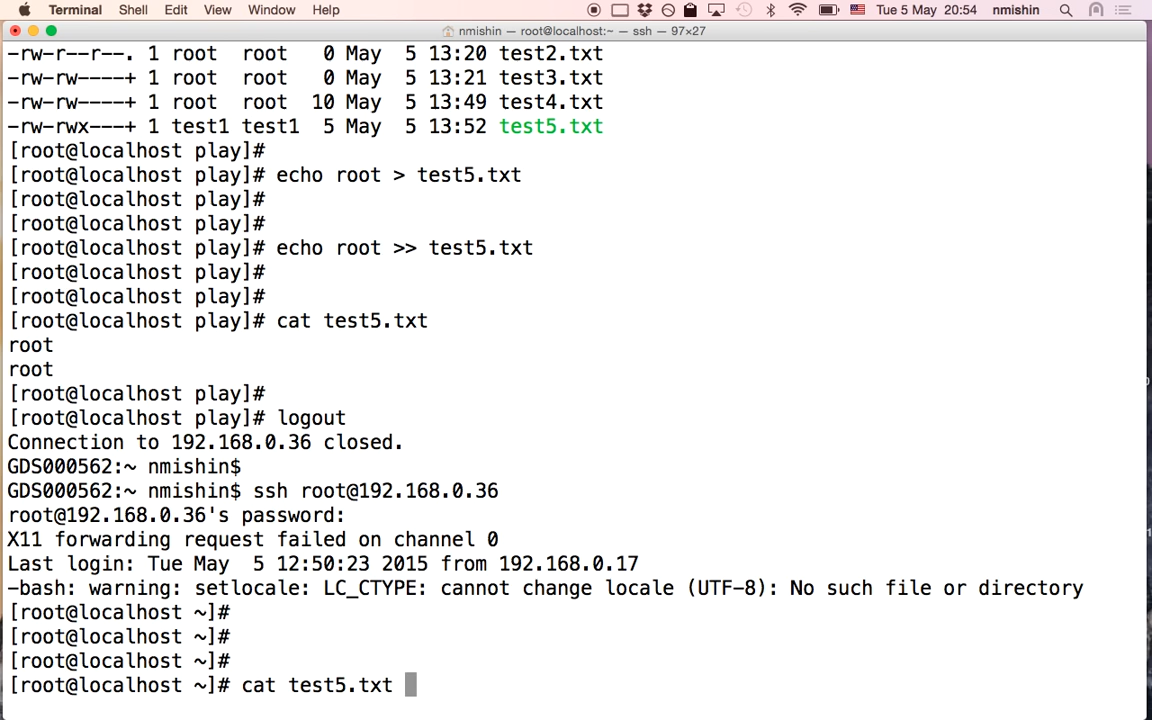 Terminal Shell Edit View Window Help Tue 5 May 20:54 nmishin
nmishin — root@localhost:~ — ssh — 97×27
-rw-r--r--. 1 root  root   0 May  5 13:20 test2.txt
-rw-rw----+ 1 root  root   0 May  5 13:21 test3.txt
-rw-rw----+ 1 root  root  10 May  5 13:49 test4.txt
-rw-rwx---+ 1 test1 test1  5 May  5 13:52 test5.txt
[root@localhost play]#
[root@localhost play]# echo root > test5.txt
[root@localhost play]#
[root@localhost play]#
[root@localhost play]# echo root >> test5.txt
[root@localhost play]#
[root@localhost play]#
[root@localhost play]# cat test5.txt
root
root
[root@localhost play]#
[root@localhost play]# logout
Connection to 192.168.0.36 closed.
GDS000562:~ nmishin$
GDS000562:~ nmishin$ ssh root@192.168.0.36
root@192.168.0.36's password:
X11 forwarding request failed on channel 0
Last login: Tue May  5 12:50:23 2015 from 192.168.0.17
-bash: warning: setlocale: LC_CTYPE: cannot change locale (UTF-8): No such file or directory
[root@localhost ~]#
[root@localhost ~]#
[root@localhost ~]#
[root@localhost ~]# cat test5.txt